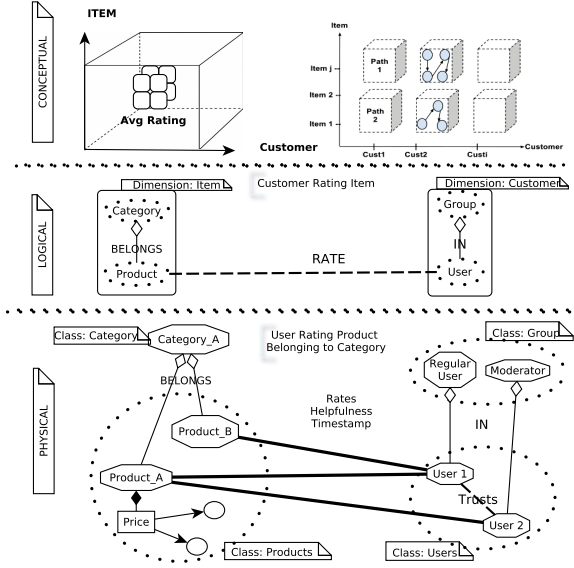 CONCEPTUAL
ITEM
Avg Rating
Customer
Item
Item j
Item 2
Item 1
Path
1
Path
2
Cust1
Cust2
Custi
Customer
LOGICAL
Dimension: Item
Customer Rating Item
Dimension: Customer
Category
BELONGS
Product
RATE
Group
IN
User
PHYSICAL
Class: Category
Category_A
User Rating Product
Belonging to Category
Class: Group
BELONGS
Regular
User
Moderator
Rates
Helpfulness
Timestamp
IN
Product_B
Product_A
User 1
Trusts
User 2
Price
Class: Products
Class: Users